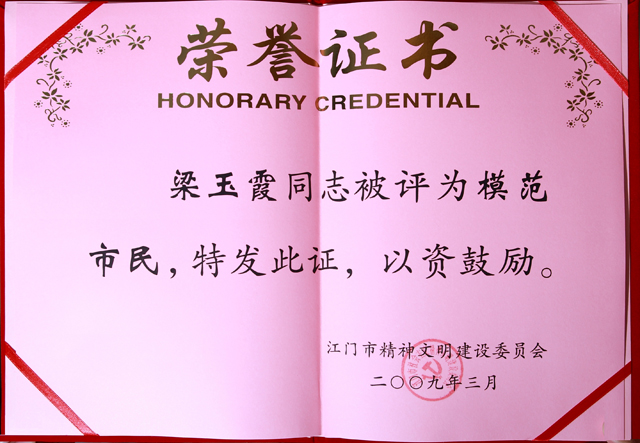 荣誉证书
HONORARY CREDENTIAL
梁玉霞同志被评为模范
市民，特发此证，以资鼓励。
江门市精神文明建设委员会
二〇〇九年三月